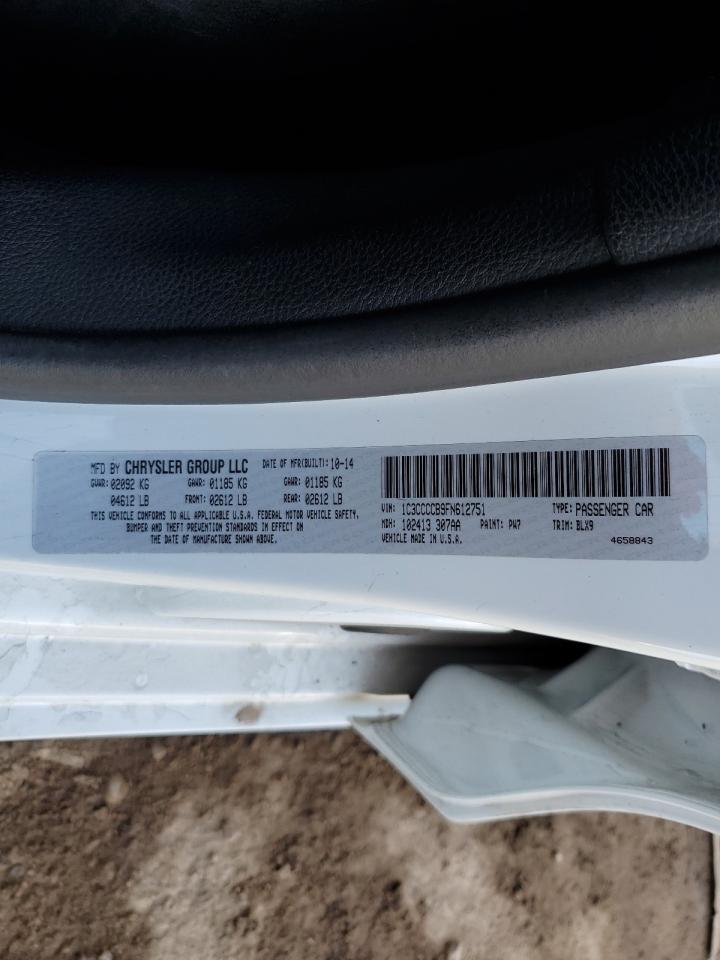 MFD BY CHRYSLER GROUP LLC DATE OF MFR(BUILT): 10-14
GVWR: 02092 KG GAWR: 01185 KG GAWR: 01185 KG
04612 LB FRONT: 02612 LB REAR: 02612 LB
THIS VEHICLE CONFORMS TO ALL APPLICABLE U.S.A. FEDERAL MOTOR VEHICLE SAFETY,
BUMPER AND THEFT PREVENTION STANDARDS IN EFFECT ON
THE DATE OF MANUFACTURE SHOWN ABOVE.
VIN: 1C3CCCCB9FN612751 TYPE: PASSENGER CAR
MDH: 102413 307AA PAINT: PW7 TRIM: BLX9
VEHICLE MADE IN U.S.A. 4658843